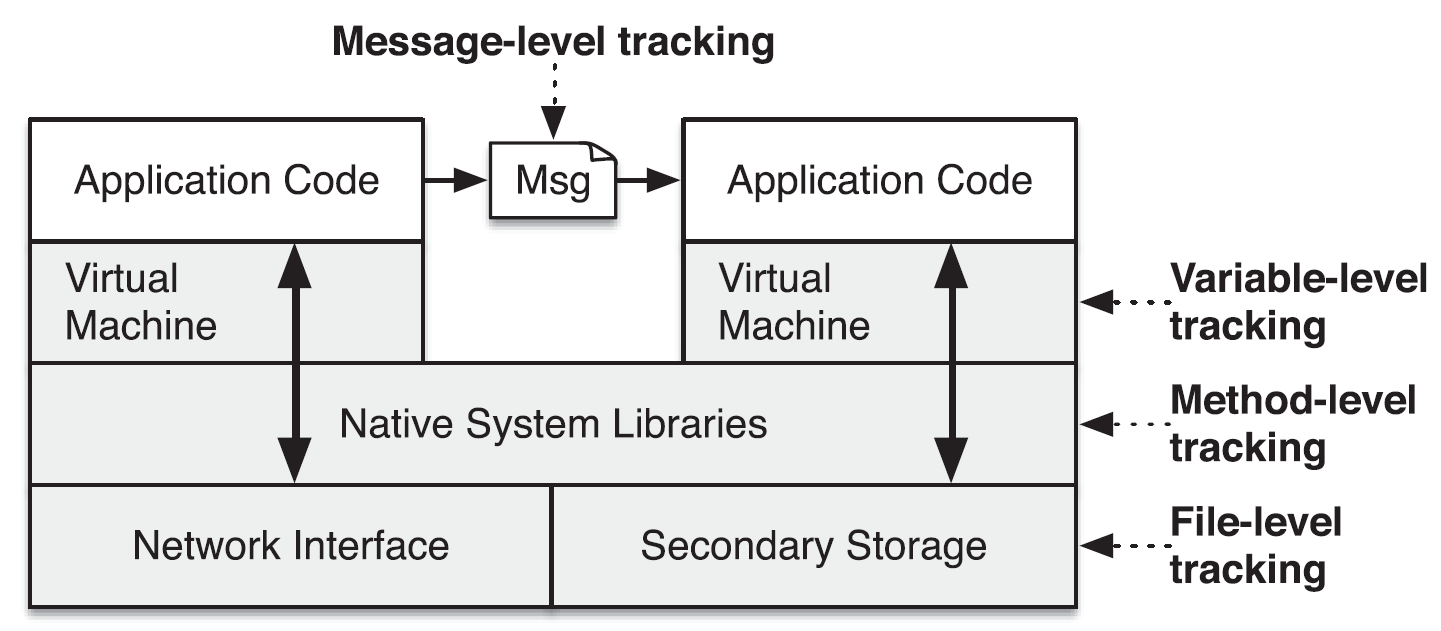 Message-level tracking
Application Code
Msg
Application Code
Virtual
Machine
Virtual
Machine
Variable-level
tracking
Native System Libraries
Method-level
tracking
Network Interface
Secondary Storage
File-level
tracking